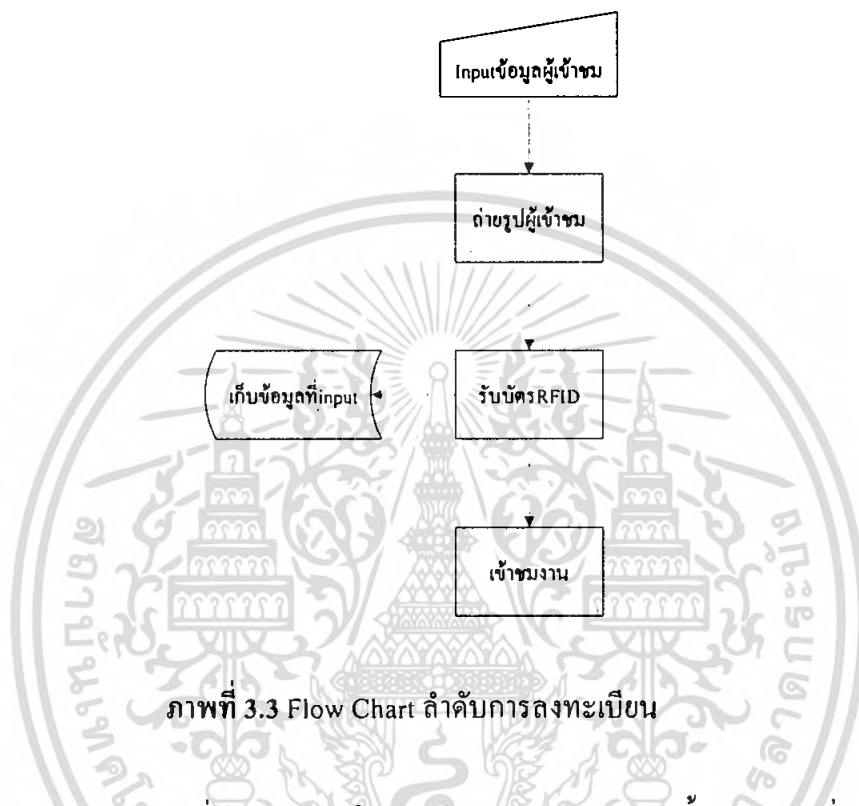 Inputข้อมูลผู้เข้าชม
ถ่ายรูปผู้เข้าชม
เก็บข้อมูลที่input
รับบัตรRFID
เข้าชมงาน
ภาพที่ 3.3 Flow Chart ลำดับการลงทะเบียน